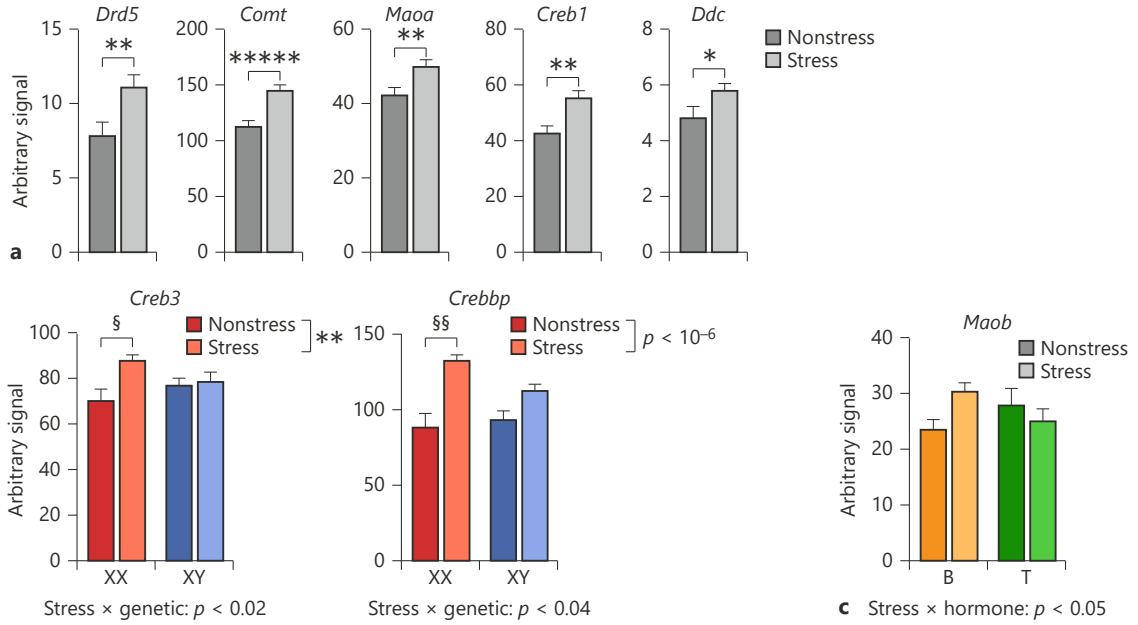 Drd5
Comt
Maoa
Creb1
Ddc
Arbitrary signal
15
10
5
0
**
200
150
100
50
0
*****
60
40
20
0
**
80
60
40
20
0
**
8
6
4
2
0
*
Nonstress
Stress
a
Creb3
Arbitrary signal
100
80
60
40
20
0
§
Nonstress
Stress
**
XX
XY
Stress × genetic: p < 0.02
Crebbp
150
100
50
0
§§
Nonstress
Stress
p < 10–6
XX
XY
Stress × genetic: p < 0.04
Maob
Arbitrary signal
40
30
20
10
0
Nonstress
Stress
B
T
c Stress × hormone: p < 0.05